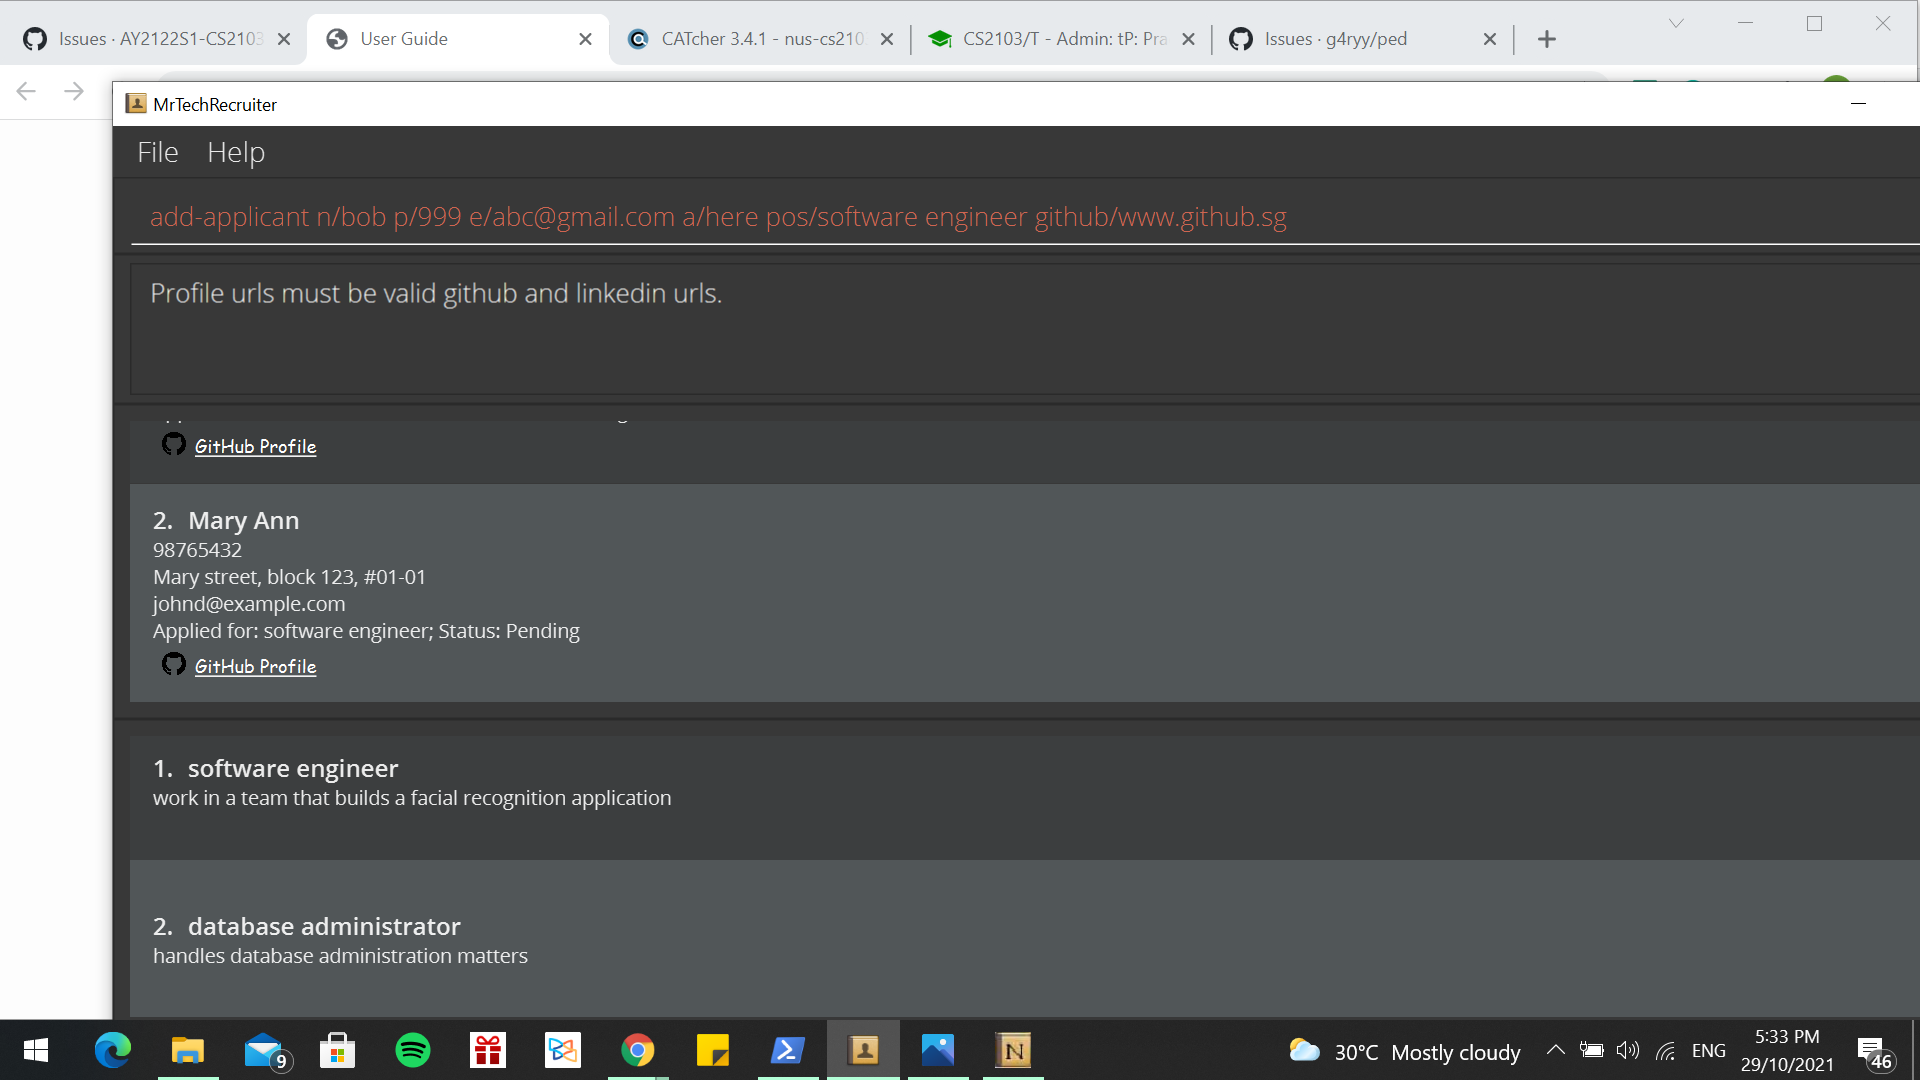 Issues · AY2122S1-CS2103
User Guide
CATcher 3.4.1 - nus-cs210
CS2103/T - Admin: tP: Pra
Issues · g4ryy/ped
MrTechRecruiter
File Help
add-applicant n/bob p/999 e/abc@gmail.com a/here pos/software engineer github/www.github.sg
Profile urls must be valid github and linkedin urls.
GitHub Profile
2. Mary Ann
98765432
Mary street, block 123, #01-01
johnd@example.com
Applied for: software engineer; Status: Pending
GitHub Profile
1. software engineer
work in a team that builds a facial recognition application
2. database administrator
handles database administration matters
9
N
30°C Mostly cloudy
ENG
5:33 PM
29/10/2021
46